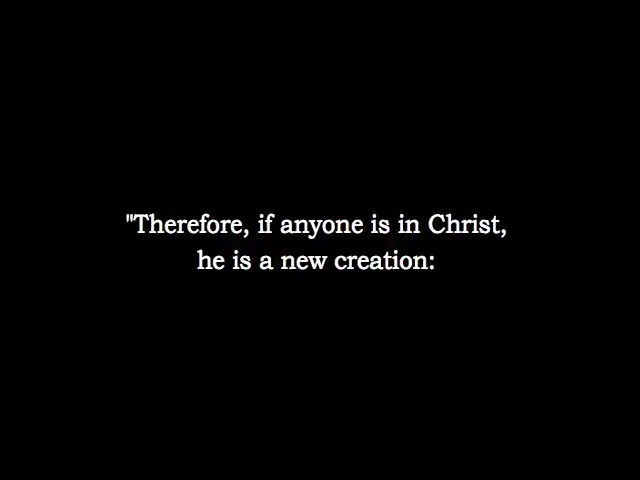 "Therefore, if anyone is in Christ,
he is a new creation: